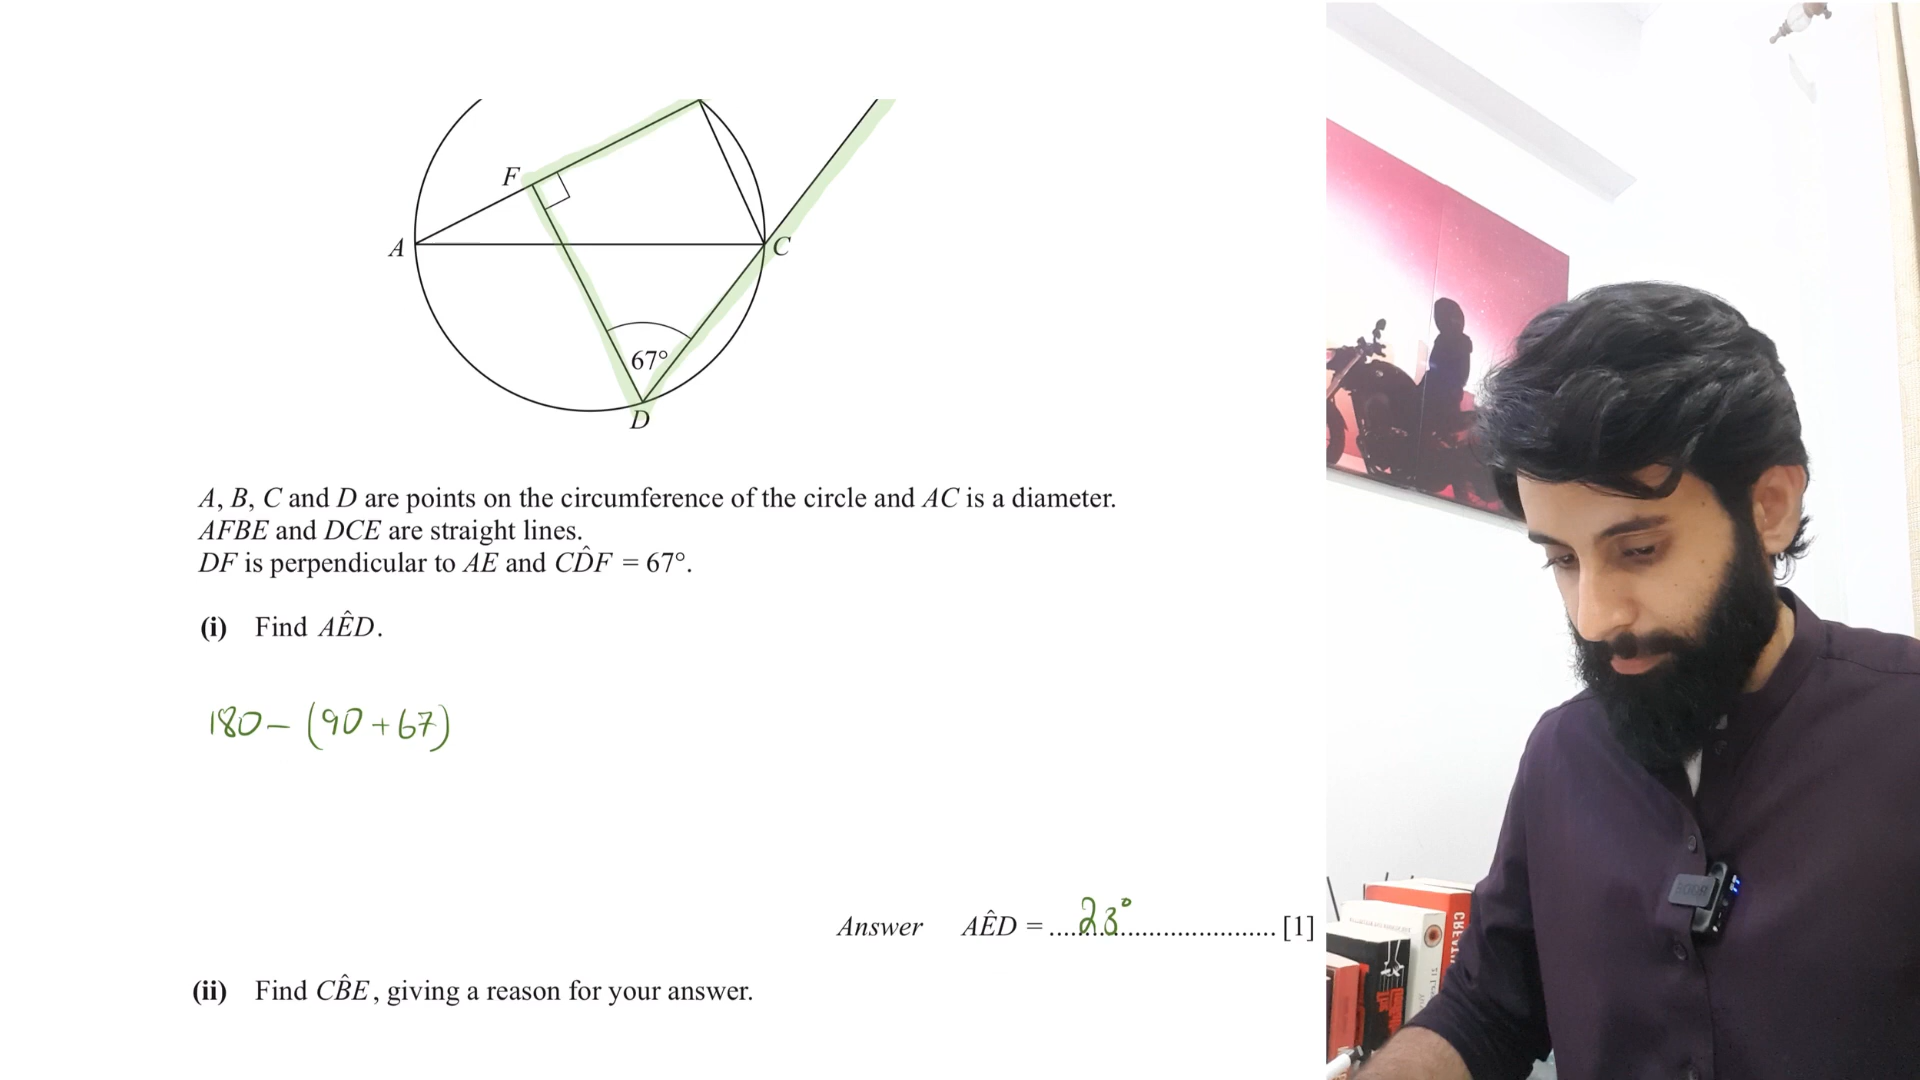 F
A
C
67°
D
A, B, C and D are points on the circumference of the circle and AC is a diameter.
AFBE and DCE are straight lines.
DF is perpendicular to AE and CD̂F = 67°.
(i) Find AÊD.
180 – (90 + 67)
Answer AÊD = ....23°.......................... [1]
(ii) Find CB̂E, giving a reason for your answer.